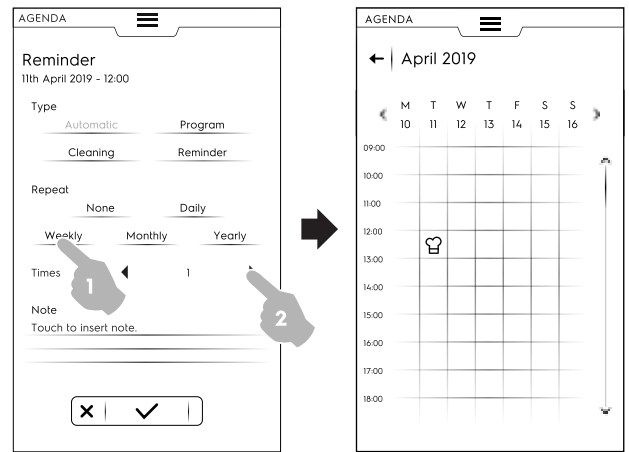 AGENDA
Reminder
11th April 2019 - 12:00
Type
Automatic Program
Cleaning Reminder
Repeat
None Daily
Weekly Monthly Yearly
Times 1
1
2
Note
Touch to insert note.
AGENDA
April 2019
M T W T F S S
10 11 12 13 14 15 16
09:00
10:00
11:00
12:00
13:00
14:00
15:00
16:00
17:00
18:00